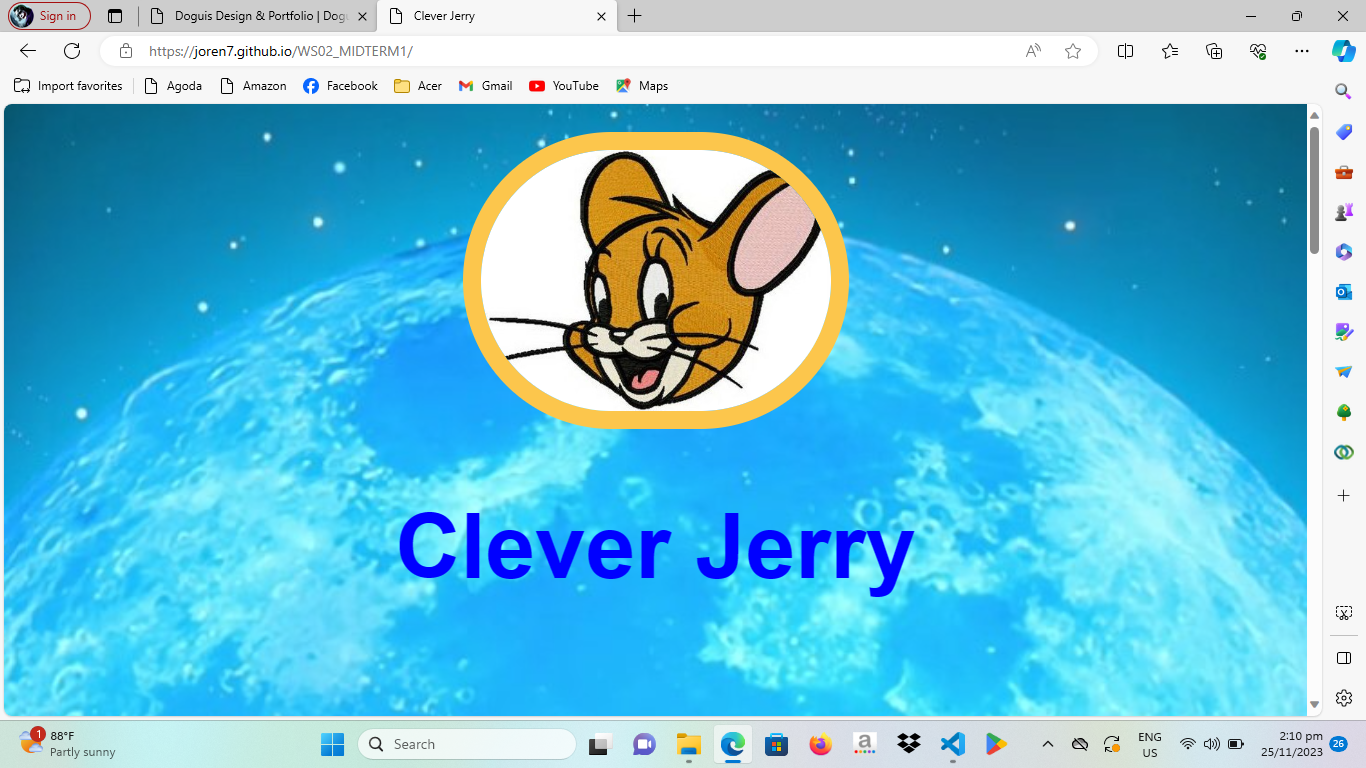 Sign in
Doguis Design & Portfolio | Dog
Clever Jerry
https://joren7.github.io/WS02_MIDTERM1/
Import favorites
Agoda
Amazon
Facebook
Acer
Gmail
YouTube
Maps
Clever Jerry
1
88°F
Partly sunny
Search
a
ENG
US
2:10 pm
25/11/2023
26